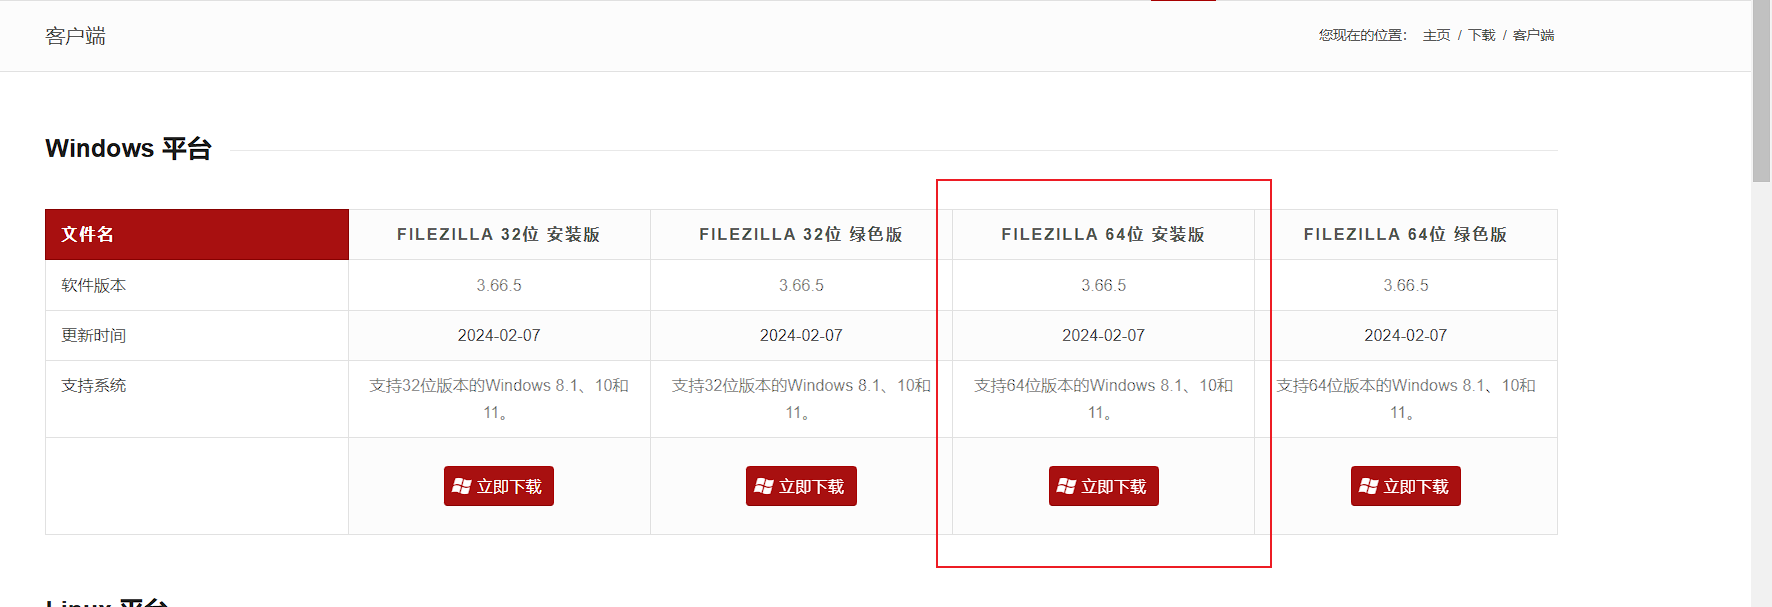 客户端
您现在的位置： 主页 / 下载 / 客户端
Windows 平台
文件名 FILEZILLA 32位 安装版 FILEZILLA 32位 绿色版 FILEZILLA 64位 安装版 FILEZILLA 64位 绿色版
软件版本 3.66.5 3.66.5 3.66.5 3.66.5
更新时间 2024-02-07 2024-02-07 2024-02-07 2024-02-07
支持系统 支持32位版本的Windows 8.1、10和 支持32位版本的Windows 8.1、10和 支持64位版本的Windows 8.1、10和 支持64位版本的Windows 8.1、10和
11。 11。 11。 11。
立即下载 立即下载 立即下载 立即下载
Linux 平台